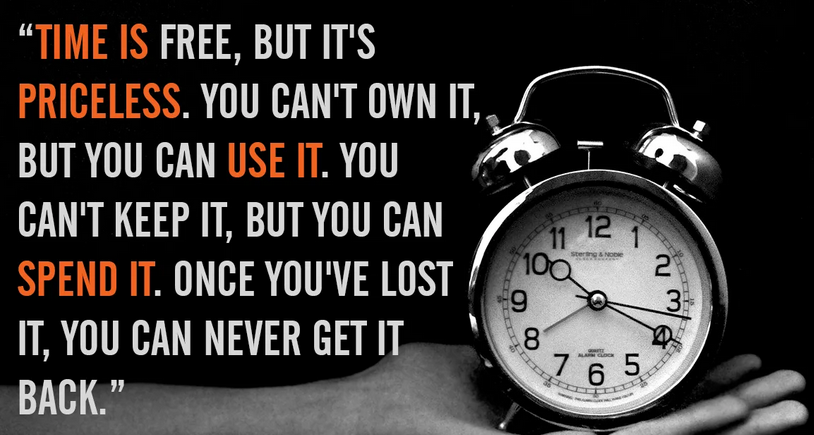 “TIME IS FREE, BUT IT'S
PRICELESS. YOU CAN'T OWN IT,
BUT YOU CAN USE IT. YOU
CAN'T KEEP IT, BUT YOU CAN
SPEND IT. ONCE YOU'VE LOST
IT, YOU CAN NEVER GET IT
BACK.”
12
11 1
Sterling & Noble
10 2
9 3
8 4
7 5
6
QUARTZ
ALARM CLOCK